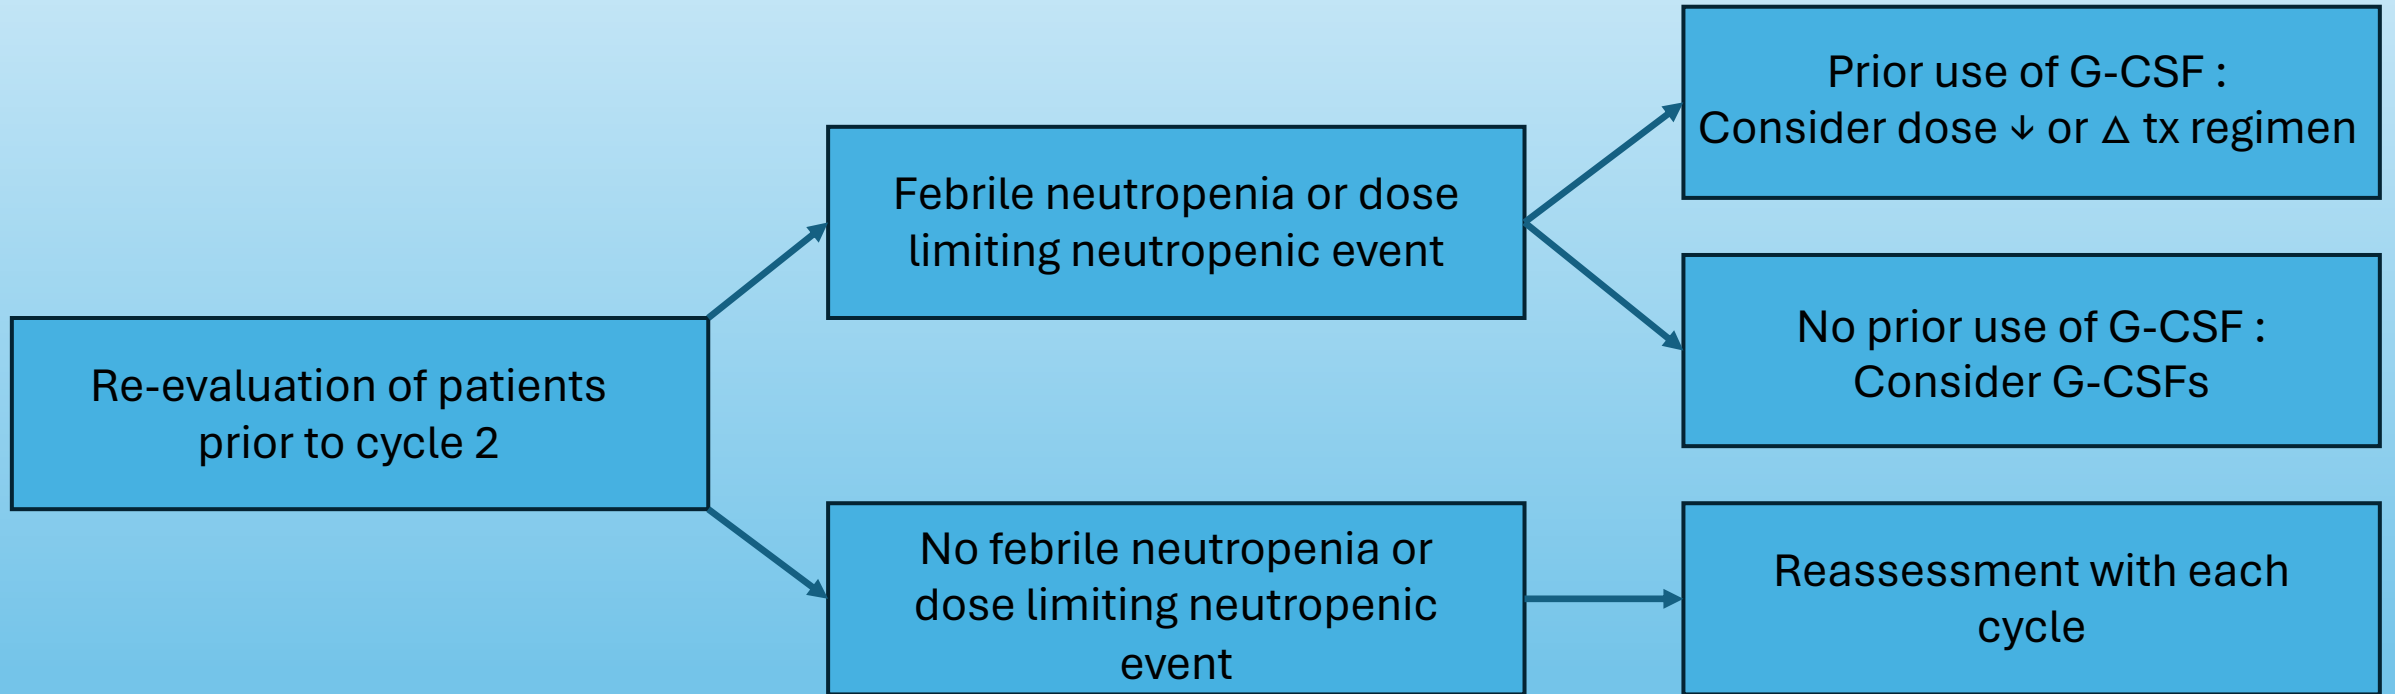 Re-evaluation of patients
prior to cycle 2
Febrile neutropenia or dose
limiting neutropenic event
No febrile neutropenia or
dose limiting neutropenic
event
Prior use of G-CSF :
Consider dose ↓ or △ tx regimen
No prior use of G-CSF :
Consider G-CSFs
Reassessment with each
cycle